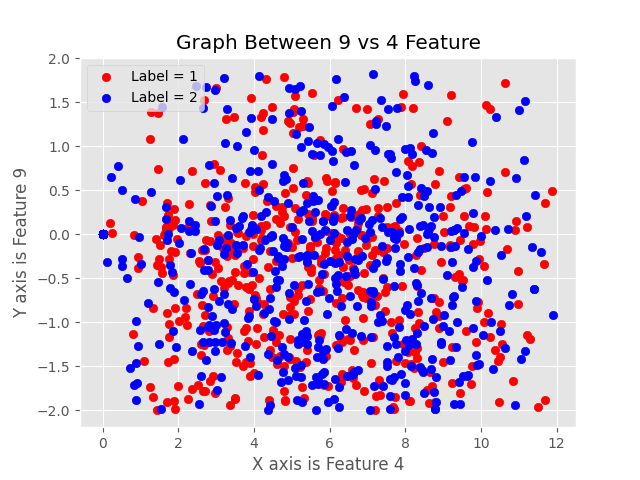 Graph Between 9 vs 4 Feature
Label = 1
Label = 2
2.0
1.5
1.0
0.5
0.0
−0.5
−1.0
−1.5
−2.0
Y axis is Feature 9
0 2 4 6 8 10 12
X axis is Feature 4